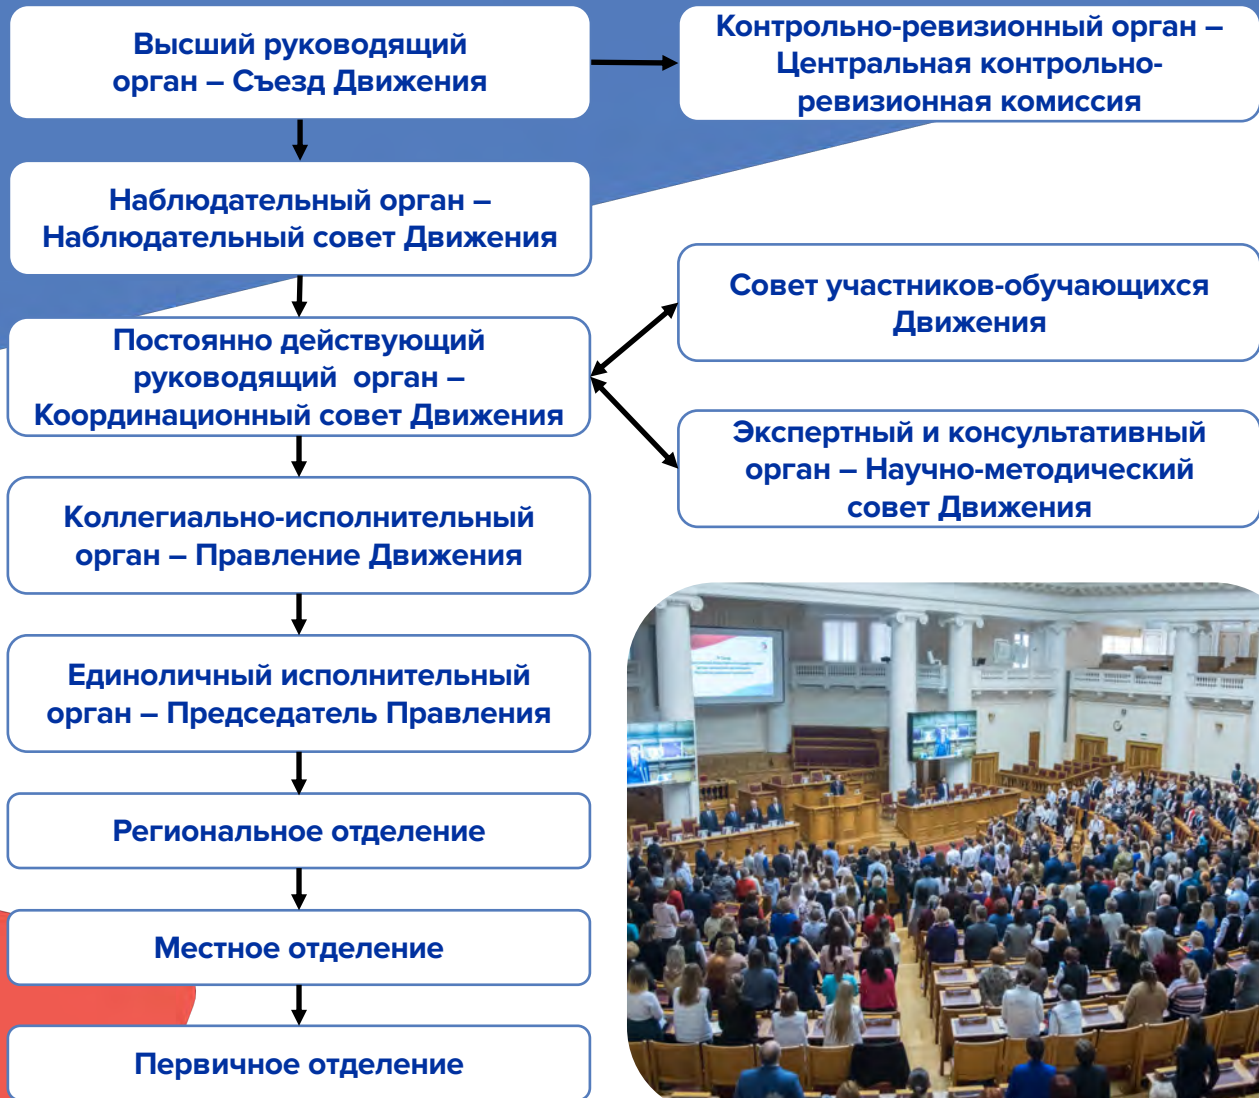 Высший руководящий
орган – Съезд Движения
Контрольно-ревизионный орган –
Центральная контрольно-
ревизионная комиссия
Наблюдательный орган –
Наблюдательный совет Движения
Постоянно действующий
руководящий орган –
Координационный совет Движения
Совет участников-обучающихся
Движения
Экспертный и консультативный
орган – Научно-методический
совет Движения
Коллегиально-исполнительный
орган – Правление Движения
Единоличный исполнительный
орган – Председатель Правления
Региональное отделение
Местное отделение
Первичное отделение